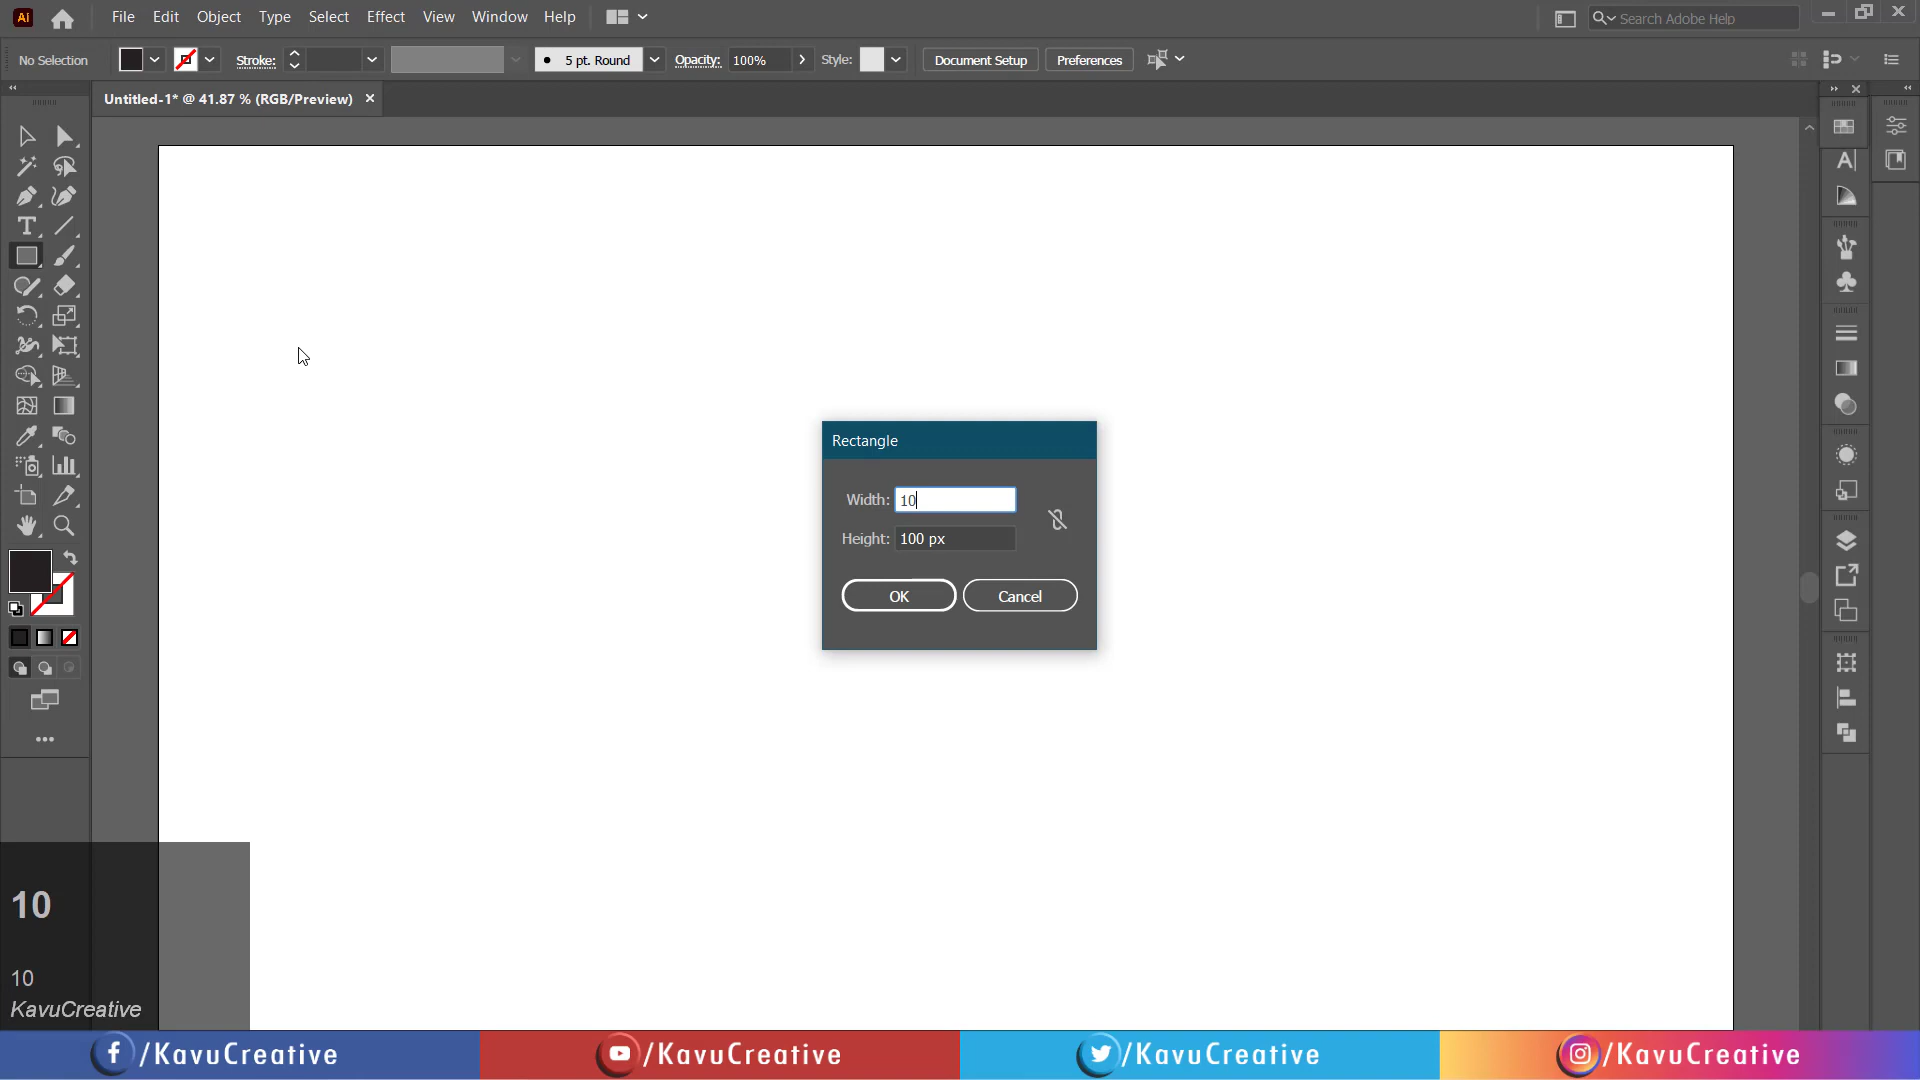 Ai File Edit Object Type Select Effect View Window Help Search Adobe Help
No Selection Stroke: 5 pt. Round Opacity: 100% Style: Document Setup Preferences
Untitled-1* @ 41.87 % (RGB/Preview)
Rectangle
Width: 10
Height: 100 px
OK Cancel
10
10
KavuCreative
/KavuCreative /KavuCreative /KavuCreative /KavuCreative